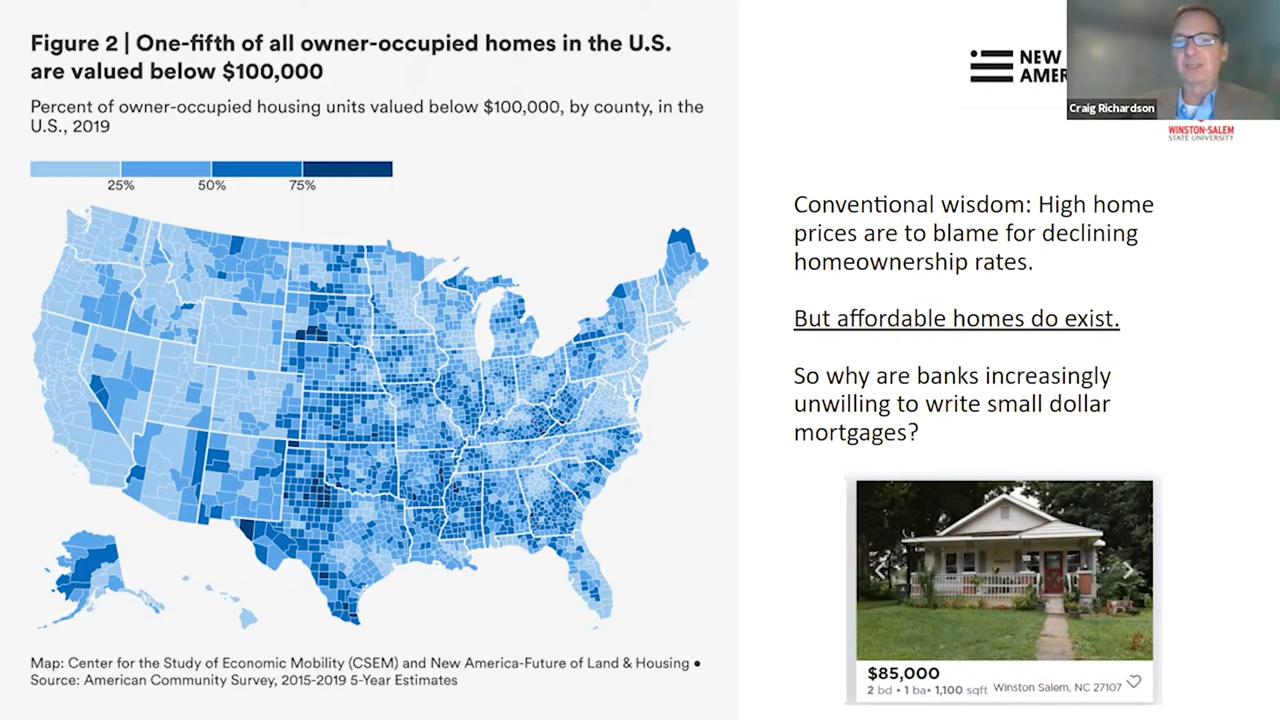 Figure 2 | One-fifth of all owner-occupied homes in the U.S.
are valued below $100,000
Percent of owner-occupied housing units valued below $100,000, by county, in the
U.S., 2019
25% 50% 75%
Map: Center for the Study of Economic Mobility (CSEM) and New America-Future of Land & Housing •
Source: American Community Survey, 2015-2019 5-Year Estimates
NEW
AMER
Craig Richardson
WINSTON-SALEM
STATE UNIVERSITY
Conventional wisdom: High home
prices are to blame for declining
homeownership rates.
But affordable homes do exist.
So why are banks increasingly
unwilling to write small dollar
mortgages?
$85,000
2 bd • 1 ba• 1,100 sqft Winston Salem, NC 27107